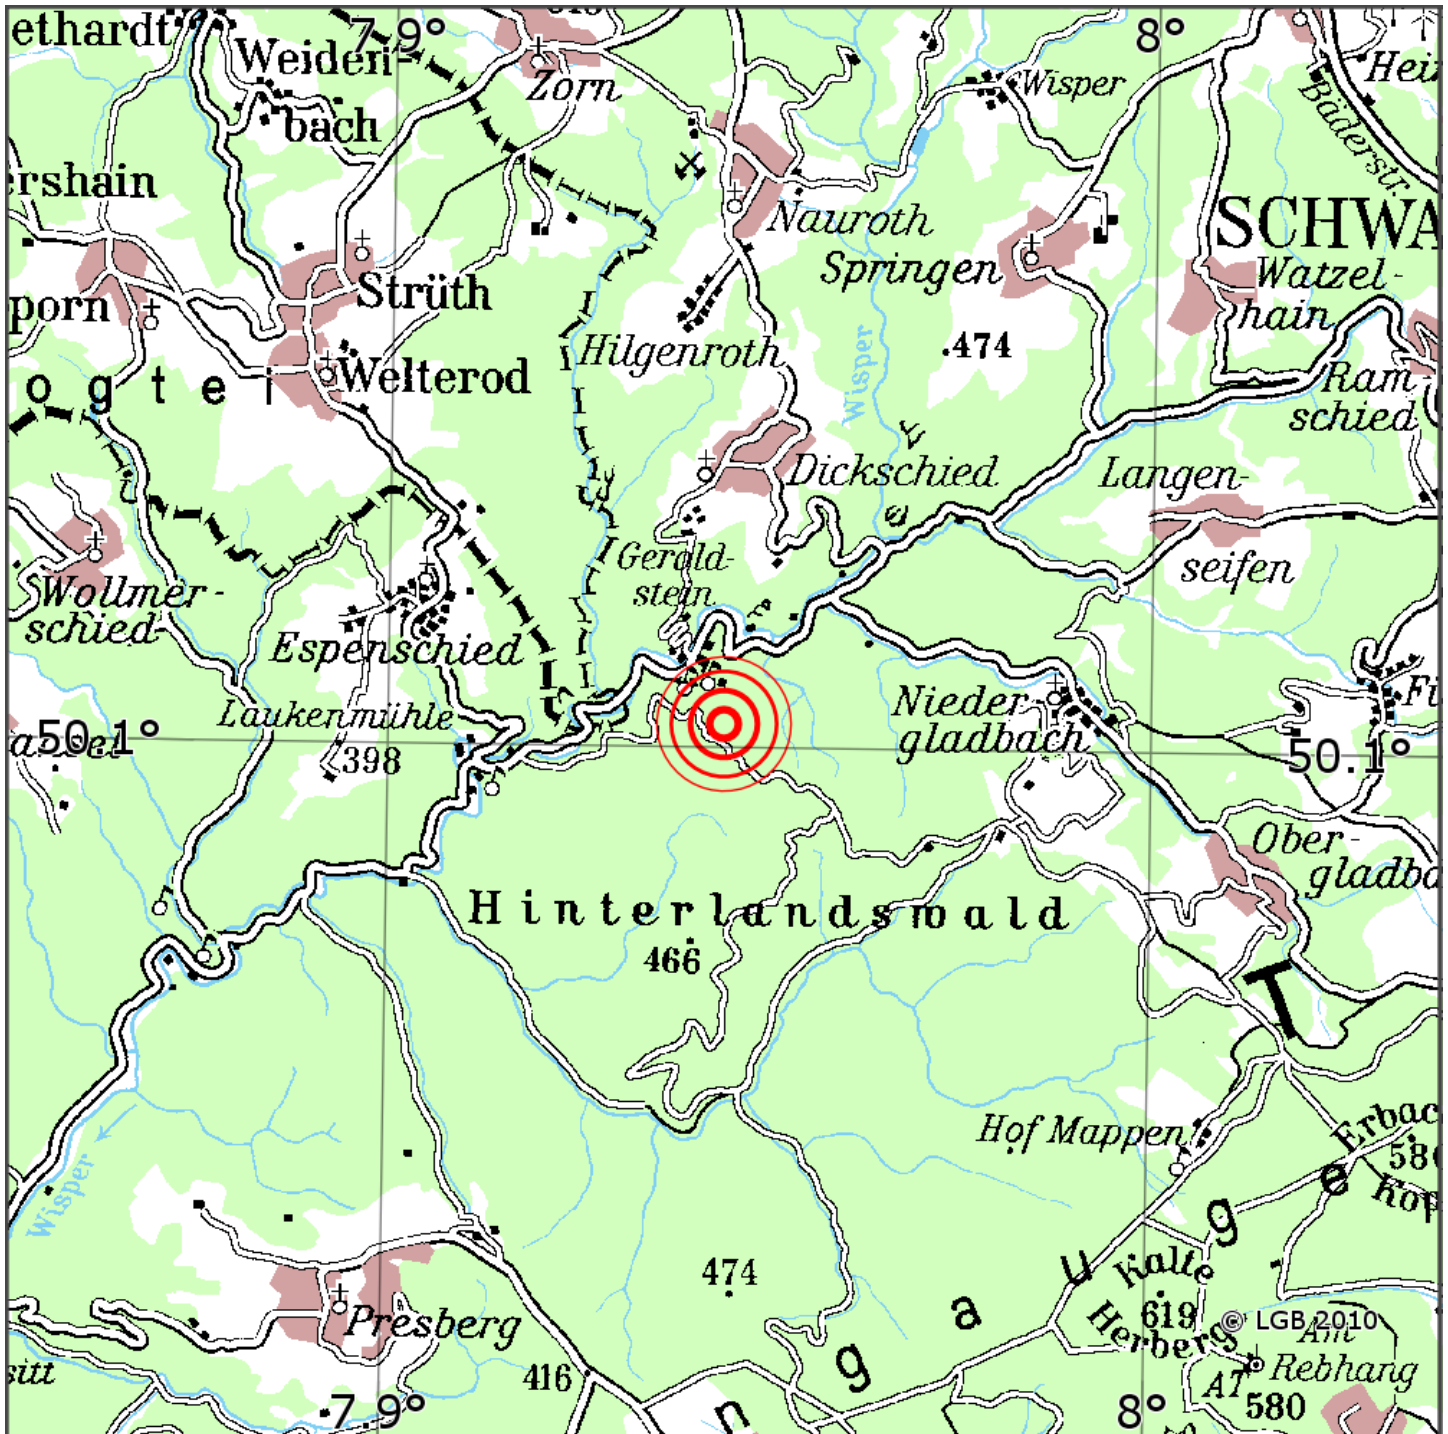 ethardt
Weiden-
bach
7.9°
Zorn
8°
Wisper
Bäderstr.
ershain
Nauroth
SCHWA
Springen
Watzel-
hain
Strüth
porn
Hilgenroth
Wisper
.474
Welterod
Ram-
schied
ogtei
Dickschied
Langen-
seifen
Gerold-
stein
Wollmer-
schied
Espenschied
Laukenmühle
Nieder-
gladbach
50.1°
398
50.1°
Ober-
gladba
Hinterlandswald
466
T
Hof Mappen
Erbac
58
Kop
Wisper
e
g
u
Kalte
Herberg
619
474
a
g
n
Presberg
© LGB 2010
Am
Rebhang
AT
580
416
7.9°
8°